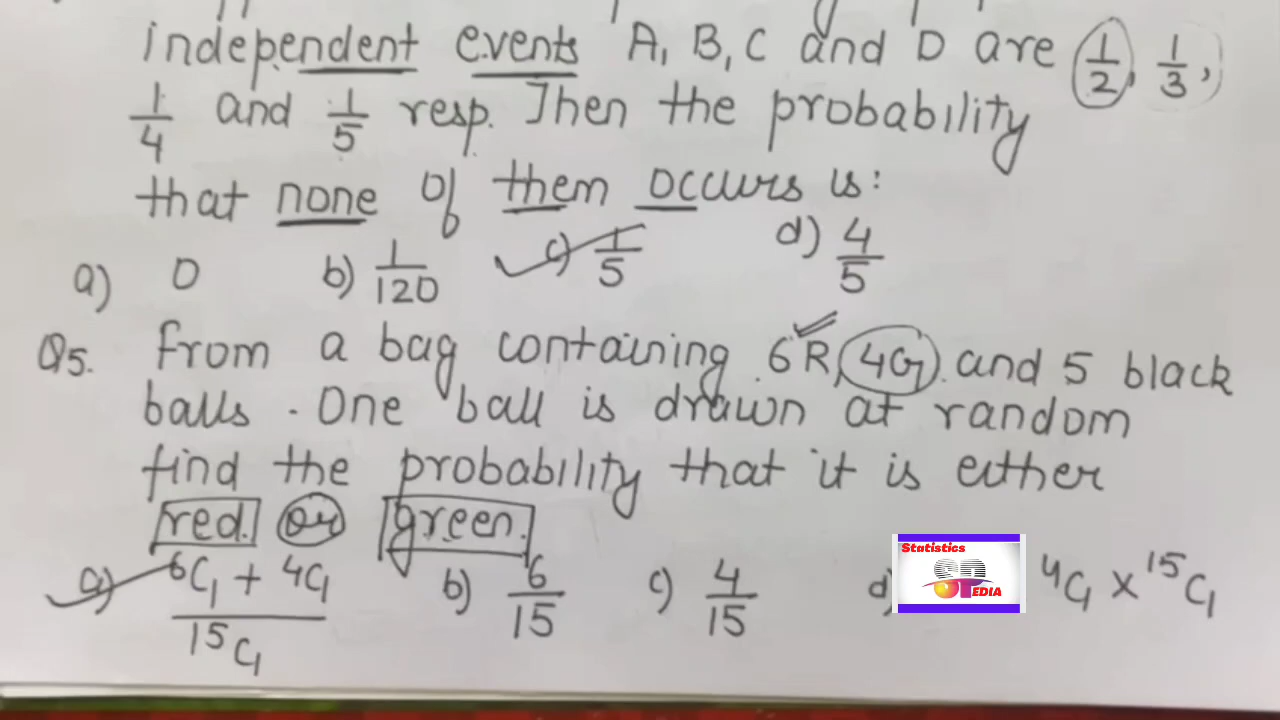 independent events A, B, C and D are 1/2, 1/3,
1/4 and 1/5 resp. Then the probability
that none of them occurs is:
a) 0 b) 1/120 c) 1/5 d) 4/5
Q5. From a bag containing 6R, 4G and 5 black
balls. One ball is drawn at random
find the probability that it is either
red or green.
a) (⁶C₁ + ⁴C₁)/¹⁵C₁ b) 6/15 c) 4/15 d) ⁴C₁ × ¹⁵C₁
Statistics
PEDIA